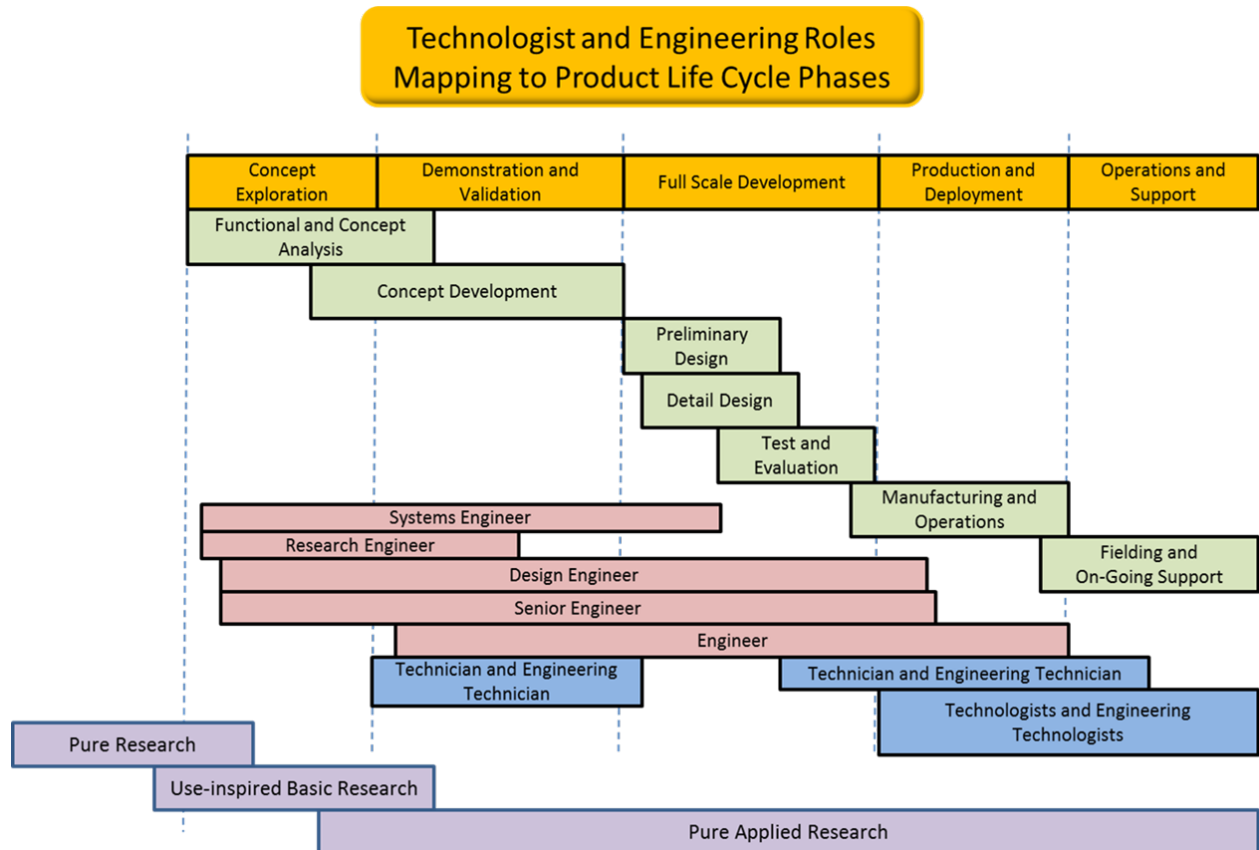 Technologist and Engineering Roles
Mapping to Product Life Cycle Phases
Concept
Exploration
Demonstration and
Validation
Full Scale Development
Production and
Deployment
Operations and
Support
Functional and Concept
Analysis
Concept Development
Preliminary
Design
Detail Design
Test and
Evaluation
Manufacturing and
Operations
Systems Engineer
Research Engineer
Fielding and
On-Going Support
Design Engineer
Senior Engineer
Engineer
Technician and Engineering
Technician
Technician and Engineering Technician
Technologists and Engineering
Technologists
Pure Research
Use-inspired Basic Research
Pure Applied Research